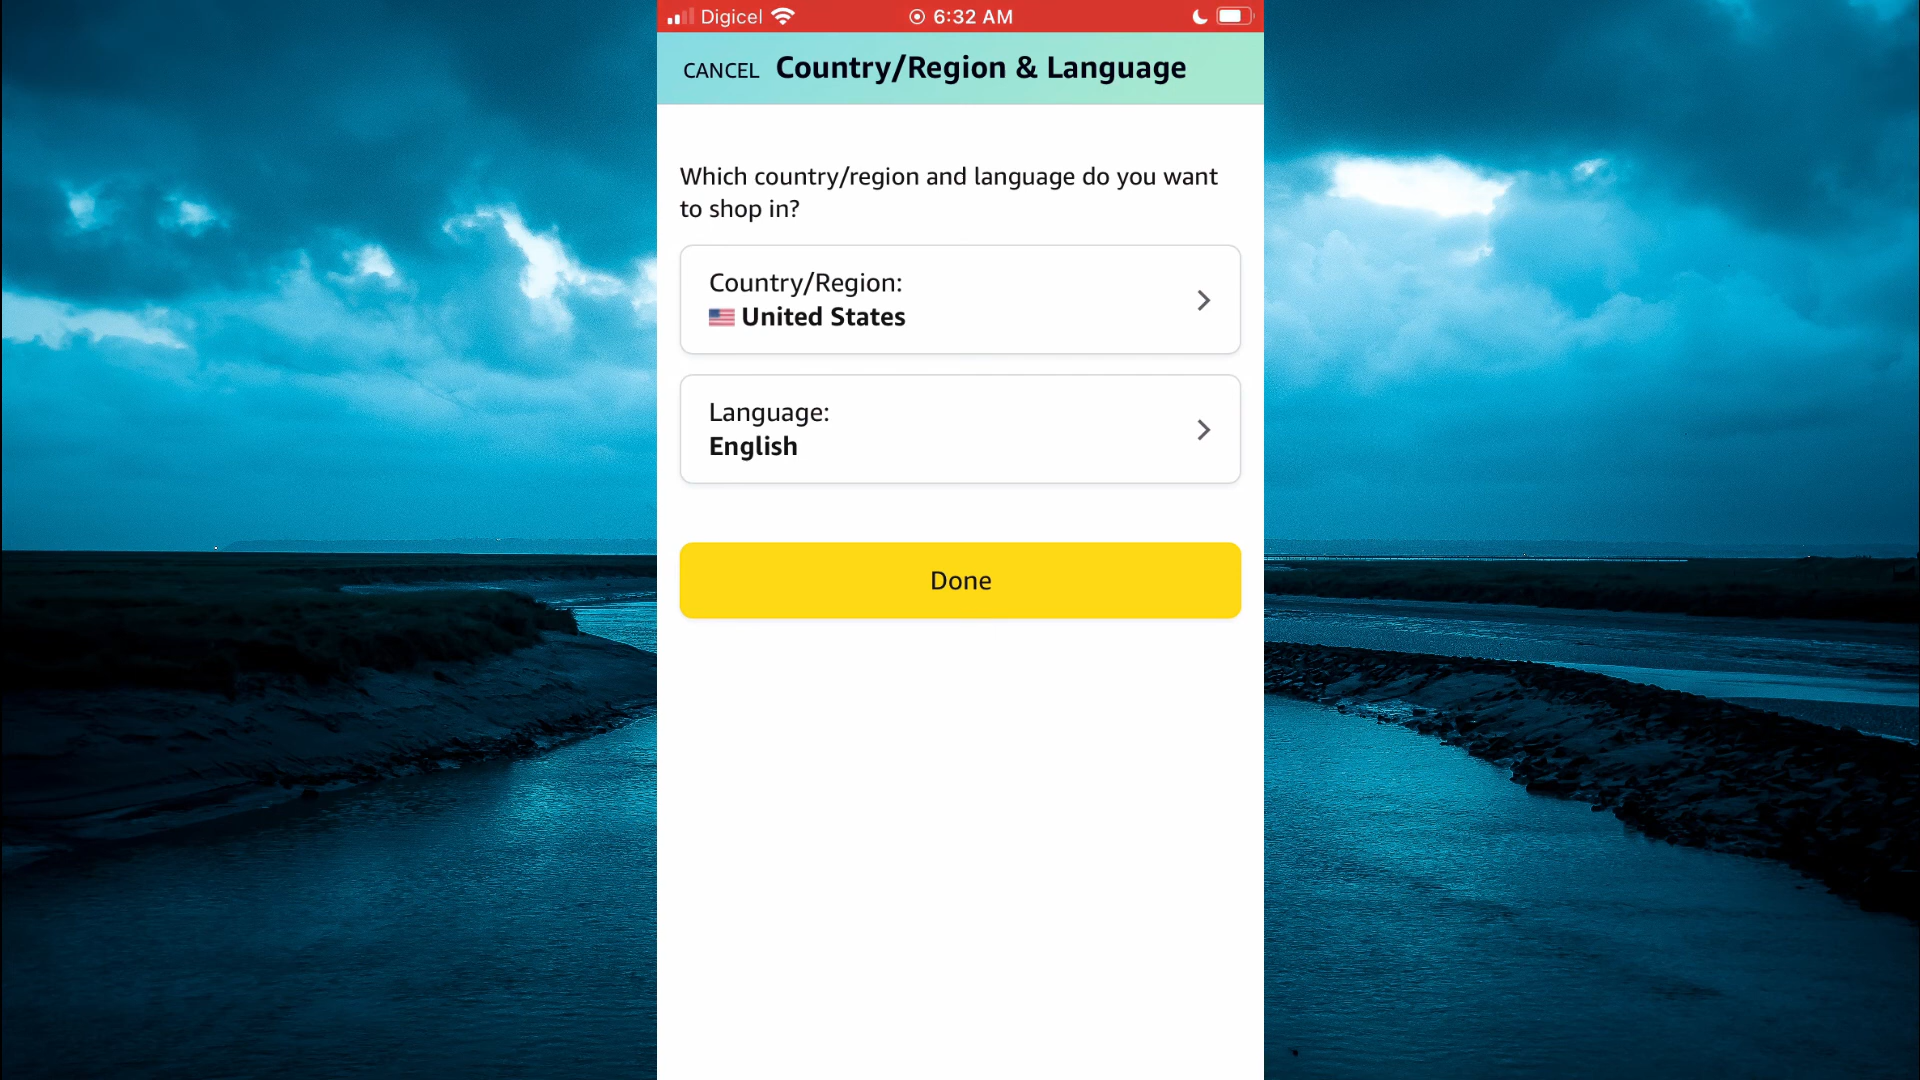 Digicel 6:32 AM
CANCEL Country/Region & Language
Which country/region and language do you want
to shop in?
Country/Region:
United States
Language:
English
Done